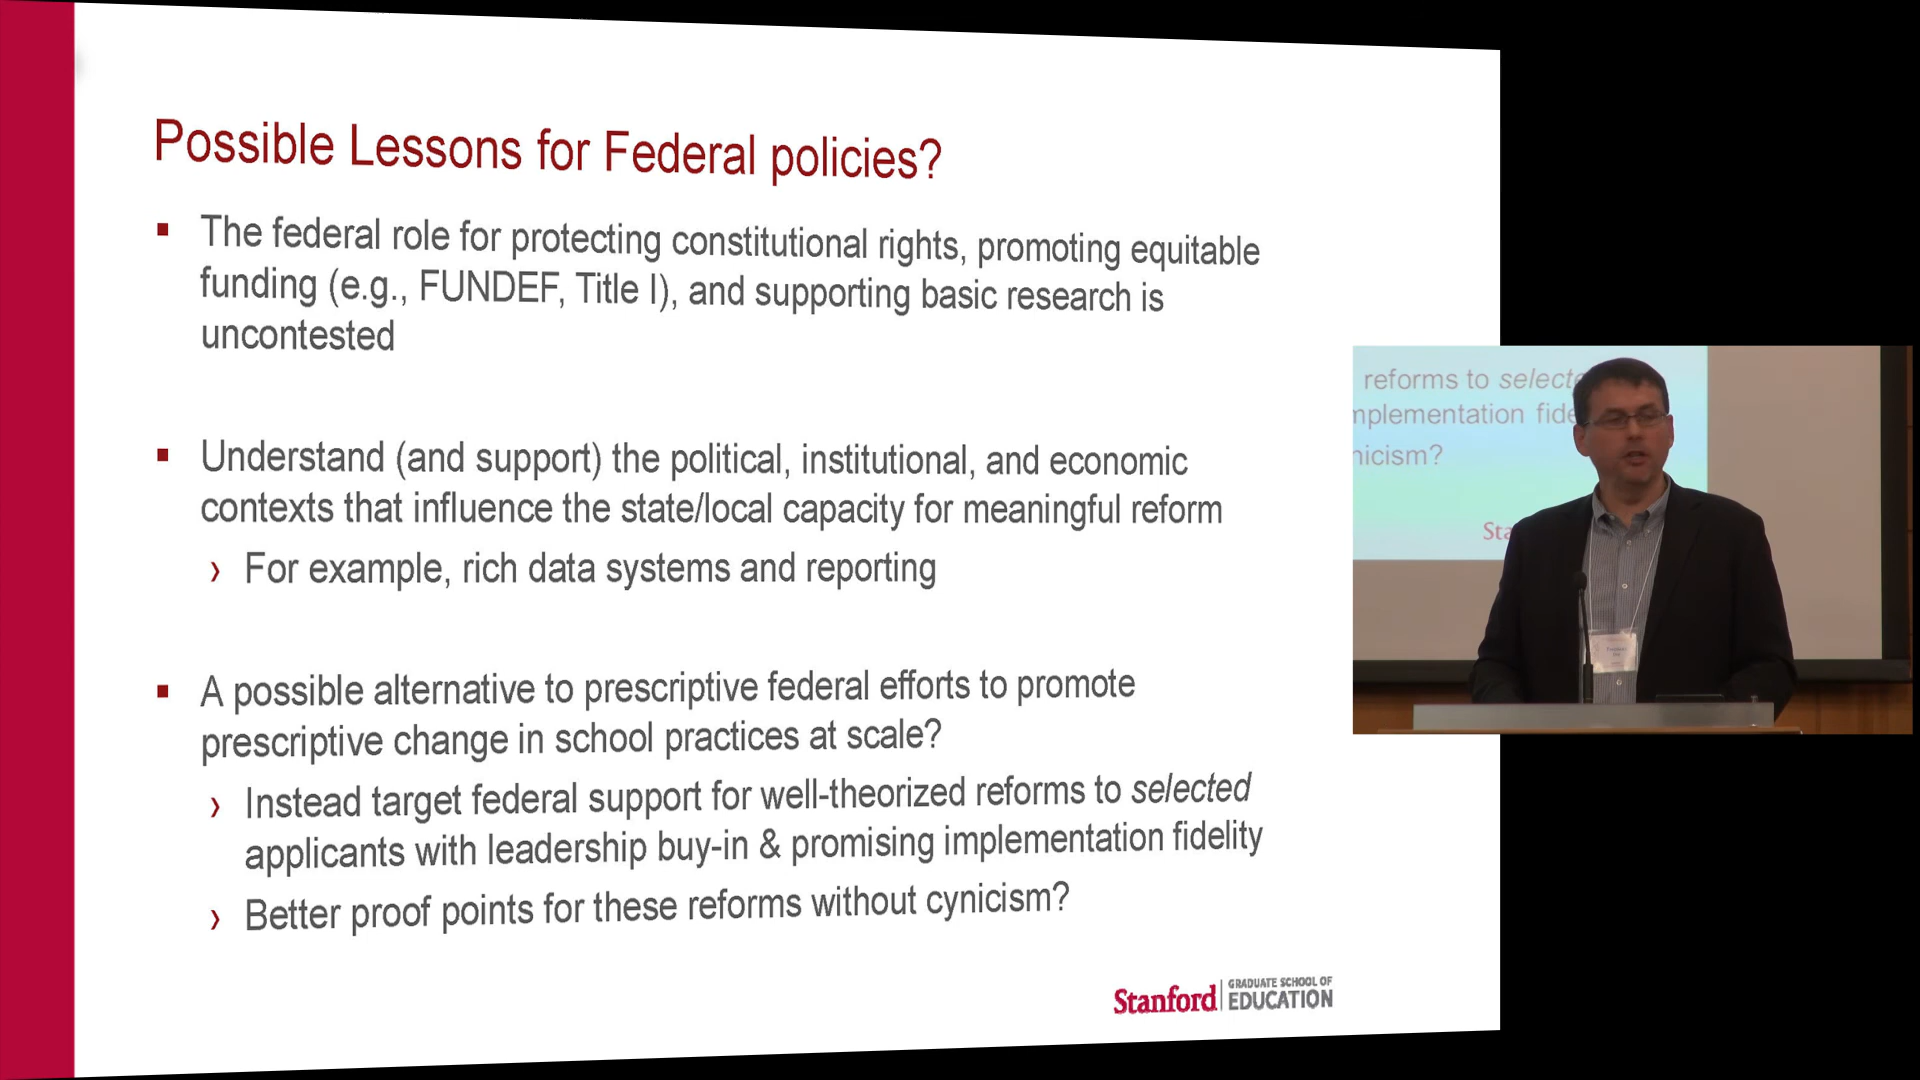 Possible Lessons for Federal policies?
▪ The federal role for protecting constitutional rights, promoting equitable
funding (e.g., FUNDEF, Title I), and supporting basic research is
uncontested
▪ Understand (and support) the political, institutional, and economic
contexts that influence the state/local capacity for meaningful reform
› For example, rich data systems and reporting
▪ A possible alternative to prescriptive federal efforts to promote
prescriptive change in school practices at scale?
› Instead target federal support for well-theorized reforms to selected
applicants with leadership buy-in & promising implementation fidelity
› Better proof points for these reforms without cynicism?
Stanford
GRADUATE SCHOOL OF
EDUCATION
reforms to selecte
mplementation fide
nicism?
Sta